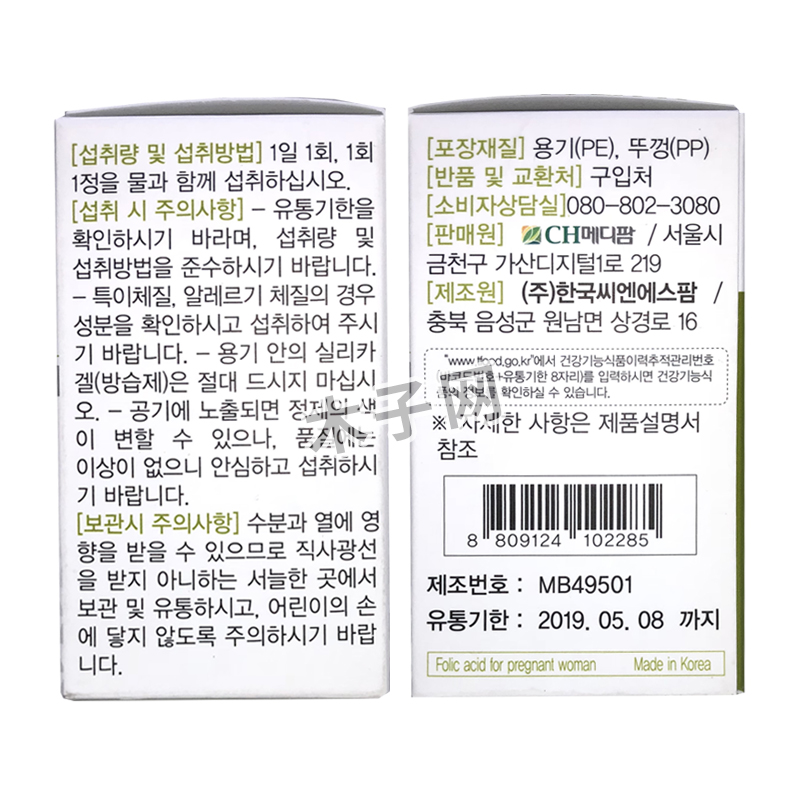 [섭취량 및 섭취방법] 1일 1회, 1회
1정을 물과 함께 섭취하십시오.
[섭취 시 주의사항] – 유통기한을
확인하시기 바라며, 섭취량 및
섭취방법을 준수하시기 바랍니다.
– 특이체질, 알레르기 체질의 경우
성분을 확인하시고 섭취하여 주시
기 바랍니다. – 용기 안의 실리카
겔(방습제)은 절대 드시지 마십시
오. – 공기에 노출되면 정제의 색
이 변할 수 있으나, 품질에는
이상이 없으니 안심하고 섭취하시
기 바랍니다.
[보관시 주의사항] 수분과 열에 영
향을 받을 수 있으므로 직사광선
을 받지 아니하는 서늘한 곳에서
보관 및 유통하시고, 어린이의 손
에 닿지 않도록 주의하시기 바랍
니다.
[포장재질] 용기(PE), 뚜껑(PP)
[반품 및 교환처] 구입처
[소비자상담실]080-802-3080
[판매원] CH메디팜 / 서울시
금천구 가산디지털1로 219
[제조원] (주)한국씨엔에스팜 /
충북 음성군 원남면 상경로 16
"www.tfood.go.kr"에서 건강기능식품이력추적관리번호
(바코드번호+유통기한 8자리)를 입력하시면 건강기능식
품의 정보를 확인하실 수 있습니다.
※ 자세한 사항은 제품설명서
참조
8 809124 102285
제조번호 : MB49501
유통기한 : 2019. 05. 08 까지
Folic acid for pregnant woman Made in Korea
木子网